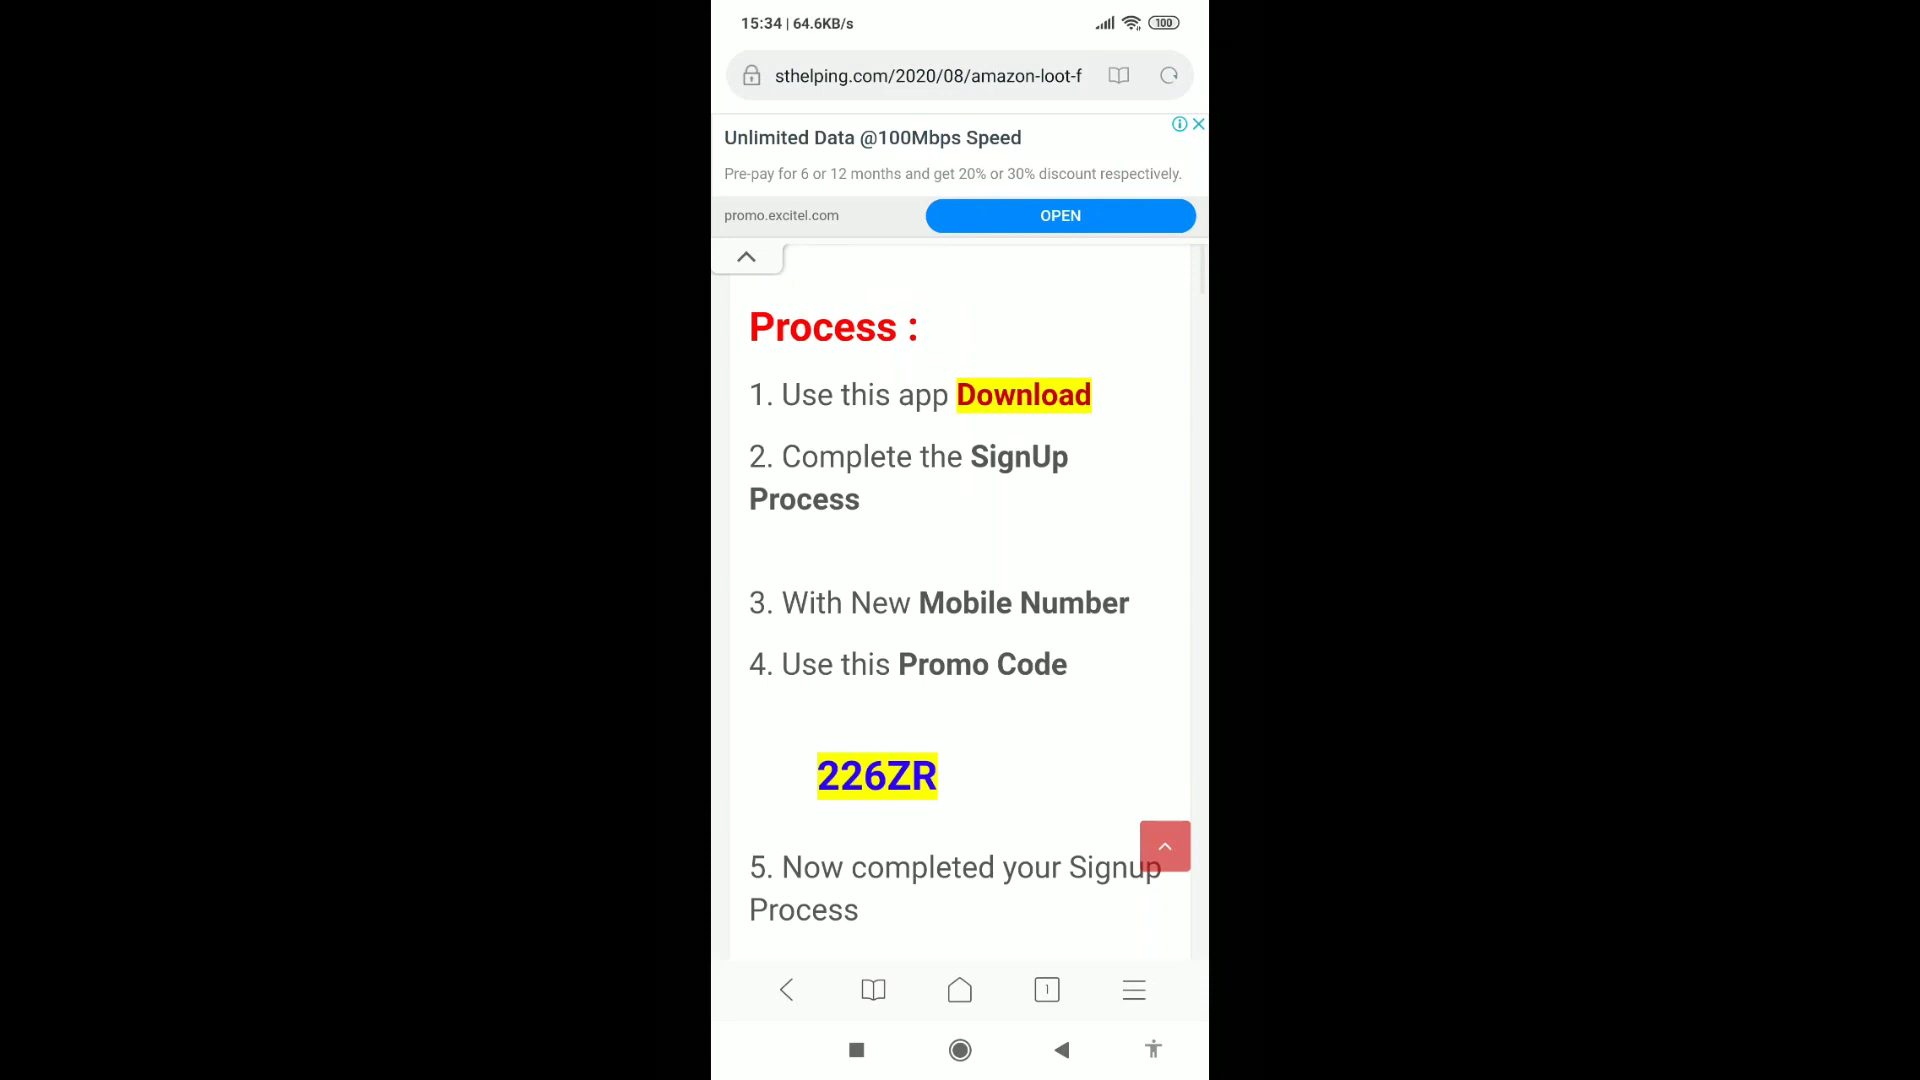 15:34 | 64.6KB/s
100
sthelping.com/2020/08/amazon-loot-f
Unlimited Data @100Mbps Speed
Pre-pay for 6 or 12 months and get 20% or 30% discount respectively.
promo.excitel.com
OPEN
Process :
1. Use this app Download
2. Complete the SignUp
Process
3. With New Mobile Number
4. Use this Promo Code
226ZR
5. Now completed your Signup
Process
1